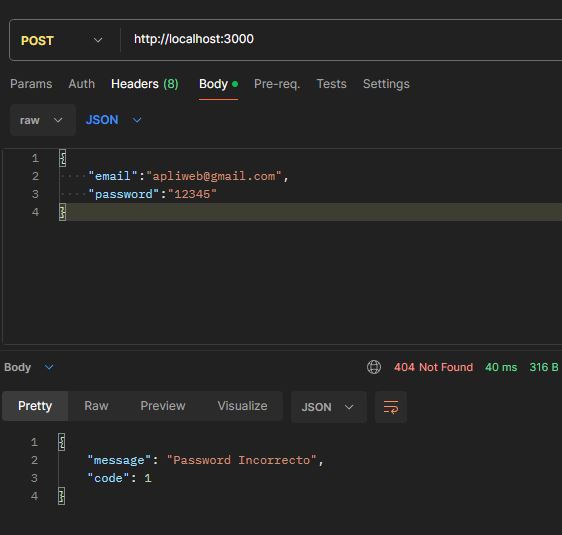 POST http://localhost:3000
Params Auth Headers (8) Body Pre-req. Tests Settings
raw JSON
1 {
2 ····"email":"apliweb@gmail.com",
3 ····"password":"12345"
4 }
Body 404 Not Found 40 ms 316 B
Pretty Raw Preview Visualize JSON
1 {
2 "message": "Password Incorrecto",
3 "code": 1
4 }